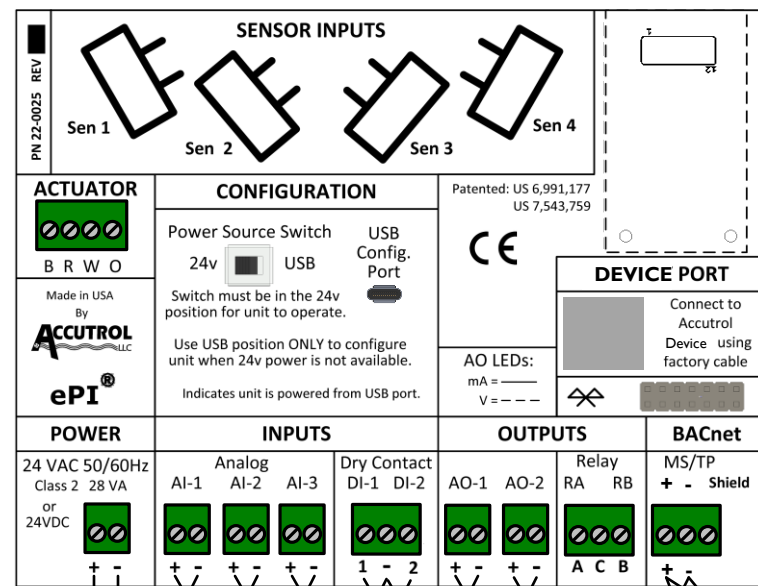 PN 22-0025 REV
SENSOR INPUTS
Sen 1
Sen 2
Sen 3
Sen 4
1
12
ACTUATOR
B R W O
Made in USA
By
ACCUTROL LLC
ePI®
CONFIGURATION
Power Source Switch
24v USB
Switch must be in the 24v
position for unit to operate.
USB
Config.
Port
Use USB position ONLY to configure
unit when 24v power is not available.
Indicates unit is powered from USB port.
Patented: US 6,991,177
US 7,543,759
CE
AO LEDs:
mA =
V =
DEVICE PORT
Connect to
Accutrol
Device using
factory cable
POWER
24 VAC 50/60Hz
Class 2 28 VA
or
24VDC
+ -
INPUTS
Analog
AI-1 AI-2 AI-3
+ - + - + -
Dry Contact
DI-1 DI-2
1 - 2
OUTPUTS
AO-1 AO-2
+ - + -
Relay
RA RB
A C B
BACnet
MS/TP
+ - Shield
+ -